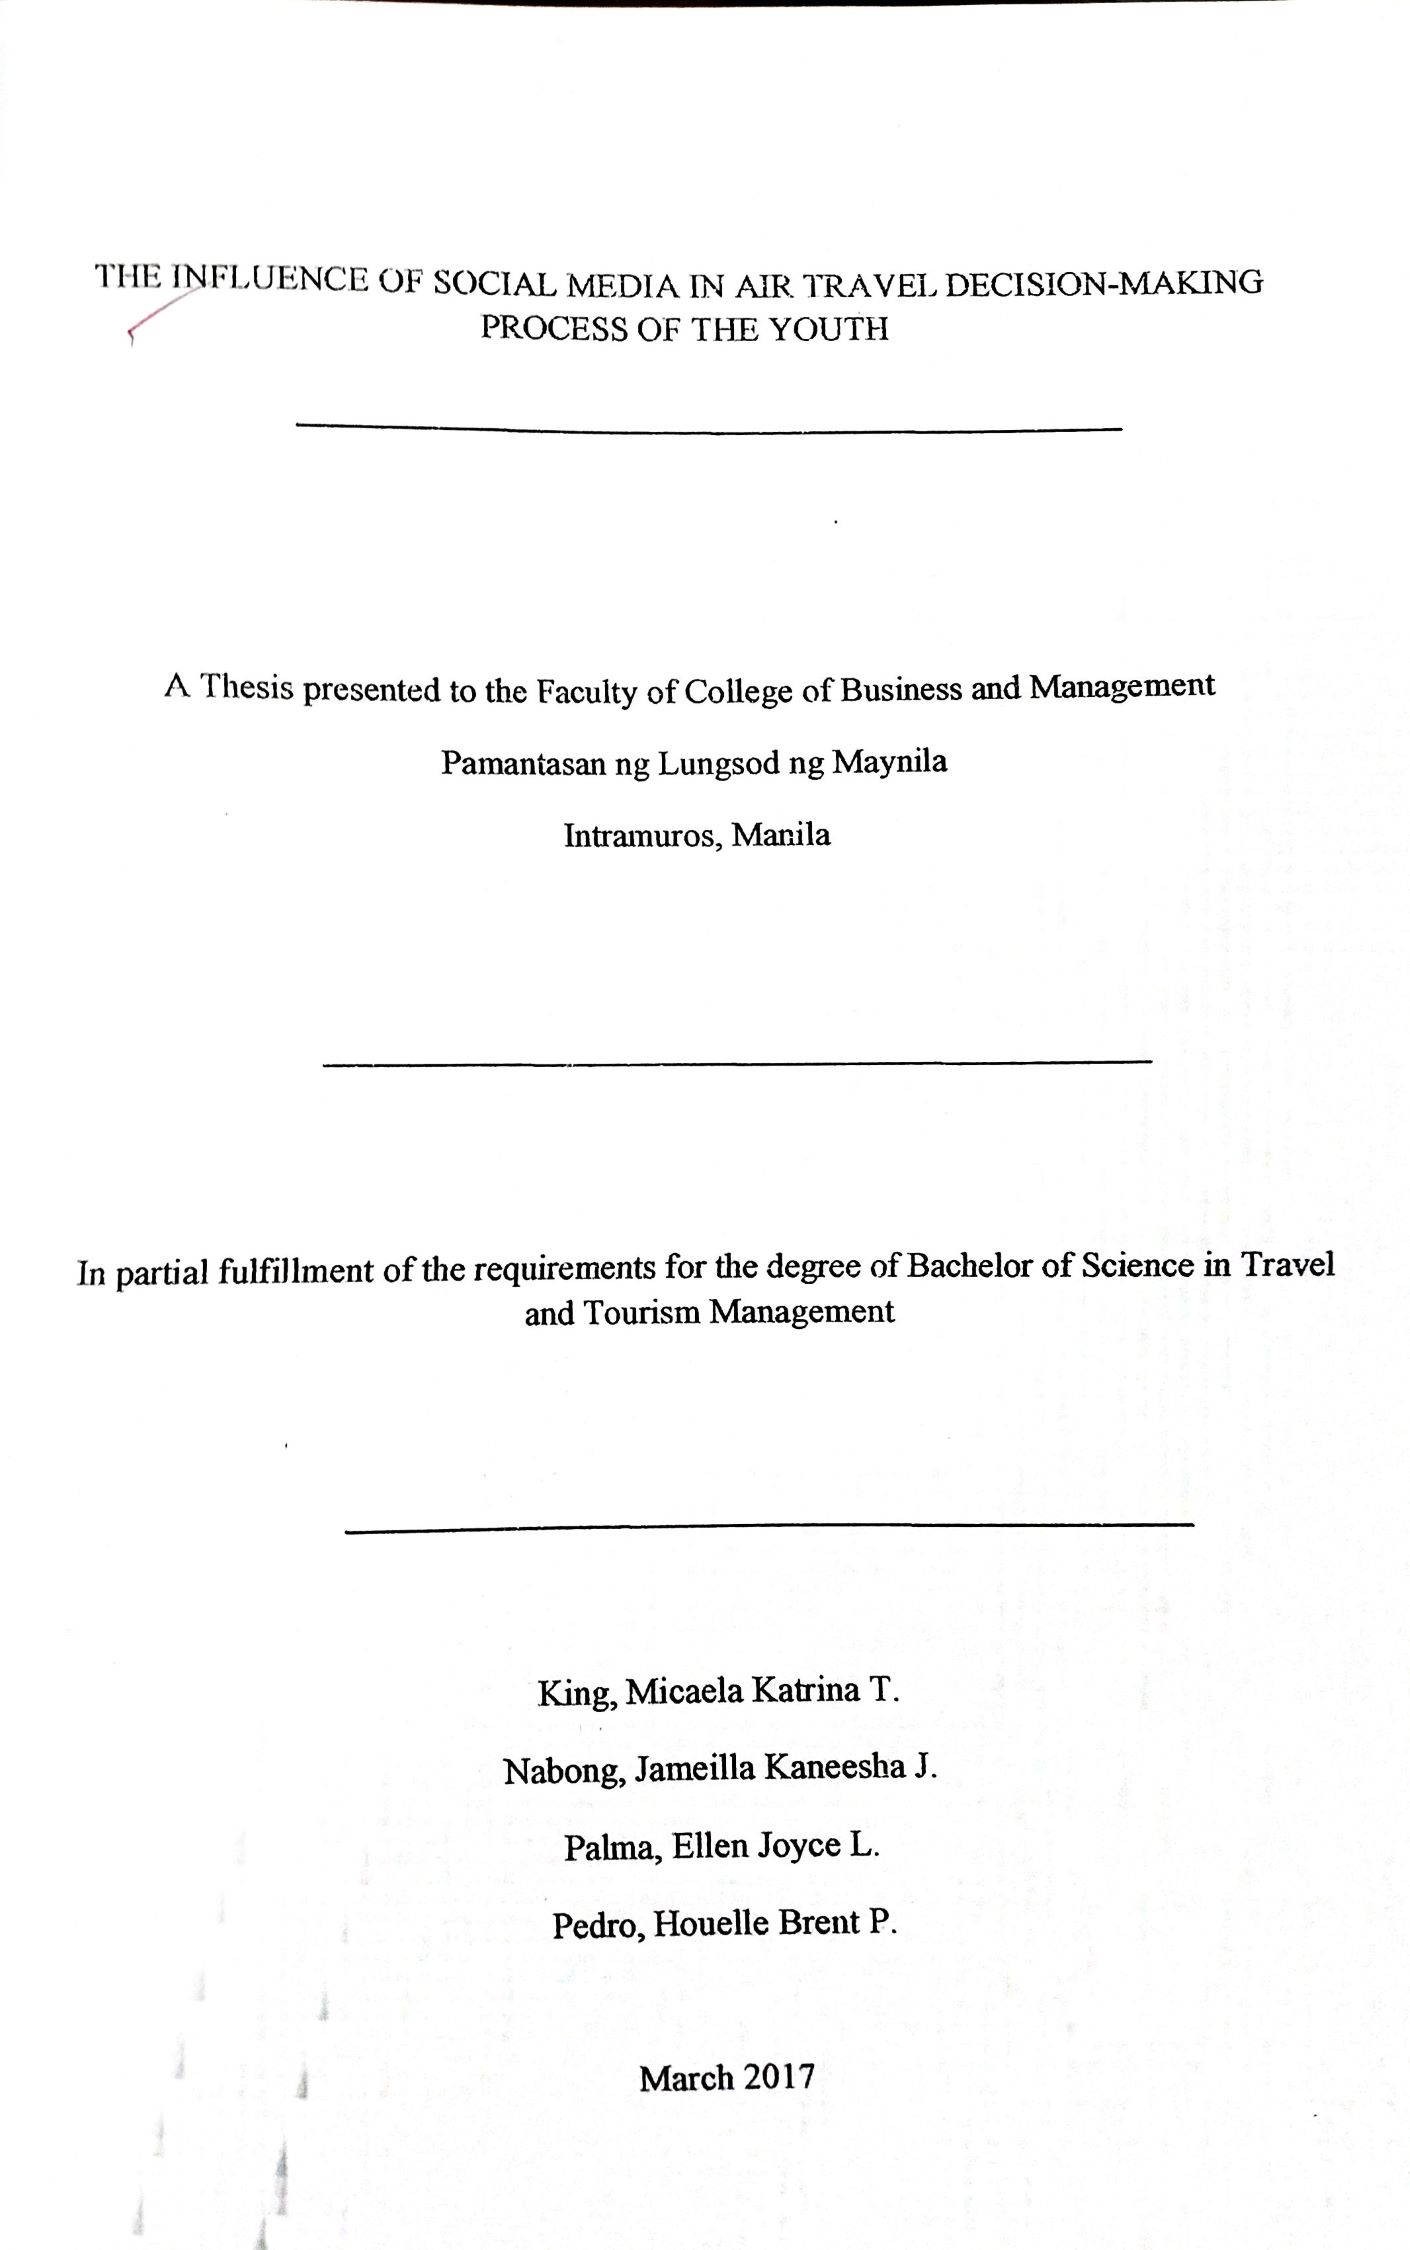 THE INFLUENCE OF SOCIAL MEDIA IN AIR TRAVEL DECISION-MAKING
PROCESS OF THE YOUTH
A Thesis presented to the Faculty of College of Business and Management
Pamantasan ng Lungsod ng Maynila
Intramuros, Manila
In partial fulfillment of the requirements for the degree of Bachelor of Science in Travel
and Tourism Management
King, Micaela Katrina T.
Nabong, Jameilla Kaneesha J.
Palma, Ellen Joyce L.
Pedro, Houelle Brent P.
March 2017